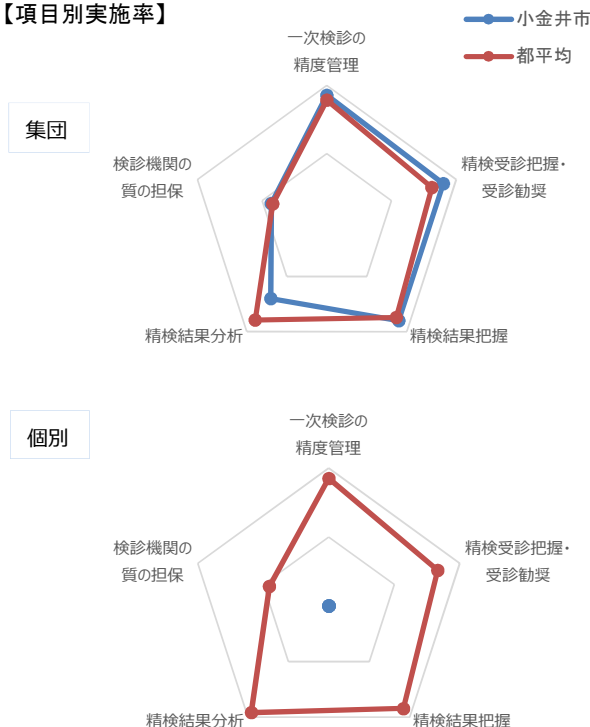 【項目別実施率】
小金井市
都平均
集団
一次検診の
精度管理
精検受診把握・
受診勧奨
精検結果把握
精検結果分析
検診機関の
質の担保
個別
一次検診の
精度管理
精検受診把握・
受診勧奨
精検結果把握
精検結果分析
検診機関の
質の担保